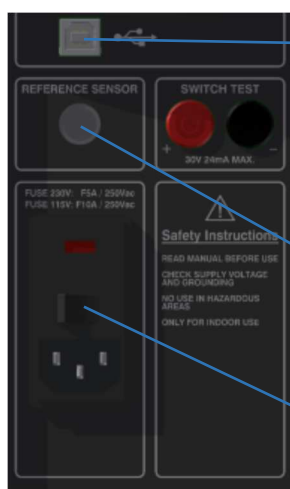 REFERENCE SENSOR
SWITCH TEST
+ −
30V 24mA MAX.
FUSE 230V: F5A / 250Vac
FUSE 115V: F10A / 250Vac
Safety Instructions
READ MANUAL BEFORE USE
CHECK SUPPLY VOLTAGE
AND GROUNDING
NO USE IN HAZARDOUS
AREAS
ONLY FOR INDOOR USE